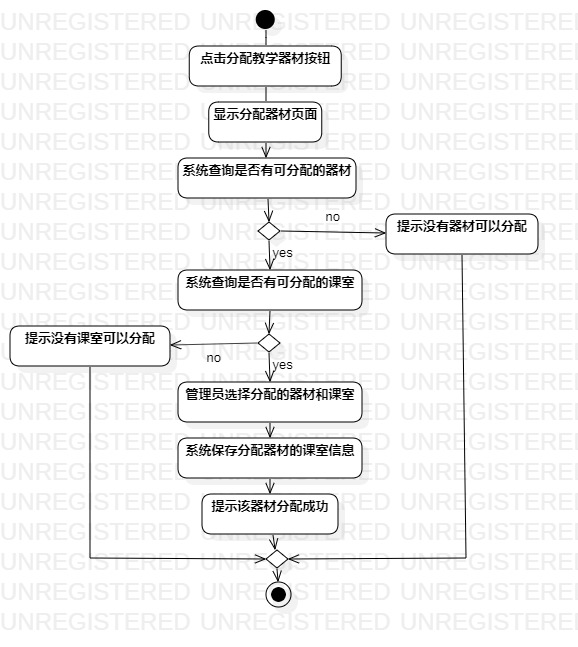 点击分配教学器材按钮
显示分配器材页面
系统查询是否有可分配的器材
no
提示没有器材可以分配
yes
系统查询是否有可分配的课室
提示没有课室可以分配
no
yes
管理员选择分配的器材和课室
系统保存分配器材的课室信息
提示该器材分配成功
UNREGISTERED UNREGISTERED UNREGISTERED